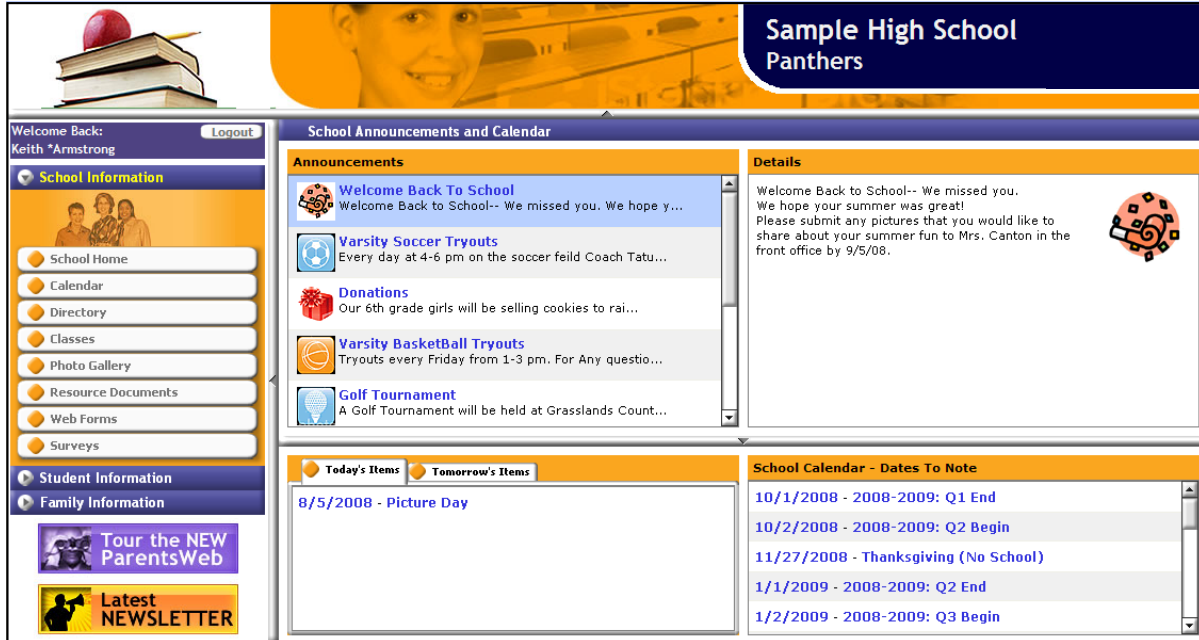 Sample High School
Panthers
Welcome Back:
Logout
Keith *Armstrong
School Information
School Home
Calendar
Directory
Classes
Photo Gallery
Resource Documents
Web Forms
Surveys
Student Information
Family Information
Tour the NEW
ParentsWeb
Latest
NEWSLETTER
School Announcements and Calendar
Announcements
Welcome Back To School
Welcome Back to School-- We missed you. We hope y...
Varsity Soccer Tryouts
Every day at 4-6 pm on the soccer feild Coach Tatu...
Donations
Our 6th grade girls will be selling cookies to rai...
Varsity BasketBall Tryouts
Tryouts every Friday from 1-3 pm. For Any questio...
Golf Tournament
A Golf Tournament will be held at Grasslands Count...
Details
Welcome Back to School-- We missed you.
We hope your summer was great!
Please submit any pictures that you would like to
share about your summer fun to Mrs. Canton in the
front office by 9/5/08.
Today's Items
Tomorrow's Items
8/5/2008 - Picture Day
School Calendar - Dates To Note
10/1/2008 - 2008-2009: Q1 End
10/2/2008 - 2008-2009: Q2 Begin
11/27/2008 - Thanksgiving (No School)
1/1/2009 - 2008-2009: Q2 End
1/2/2009 - 2008-2009: Q3 Begin